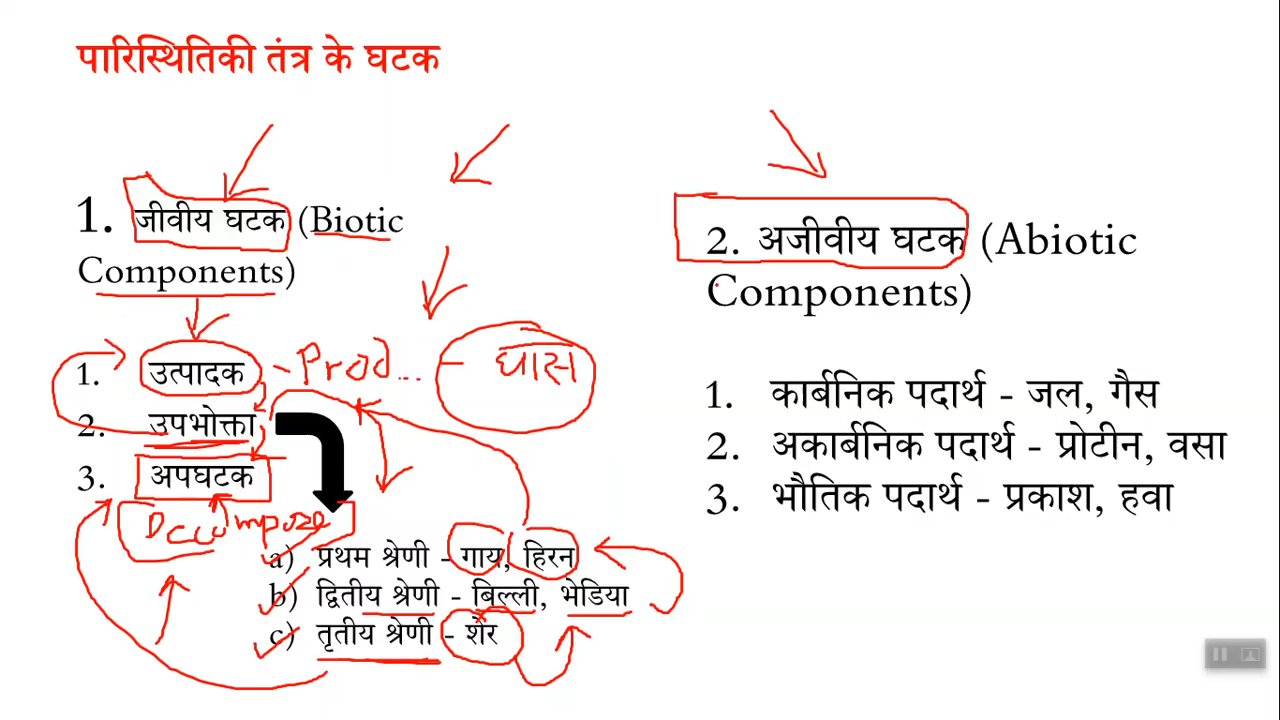 पारिस्थितिकी तंत्र के घटक
1. जीवीय घटक (Biotic
Components)
1. उत्पादक - Prod... - घास
2. उपभोक्ता
3. अपघटक
a) प्रथम श्रेणी - गाय, हिरन
b) द्वितीय श्रेणी - बिल्ली, भेडिया
c) तृतीय श्रेणी - शेर
2. अजीवीय घटक (Abiotic
Components)
1. कार्बनिक पदार्थ - जल, गैस
2. अकार्बनिक पदार्थ - प्रोटीन, वसा
3. भौतिक पदार्थ - प्रकाश, हवा